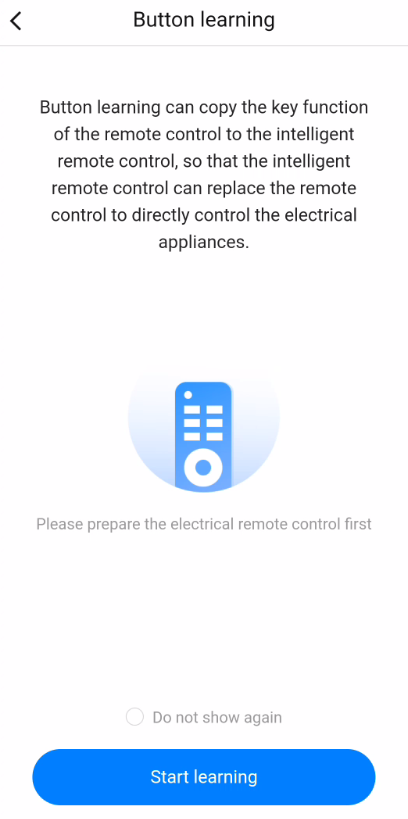 Button learning
Button learning can copy the key function
of the remote control to the intelligent
remote control, so that the intelligent
remote control can replace the remote
control to directly control the electrical
appliances.
Please prepare the electrical remote control first
Do not show again
Start learning